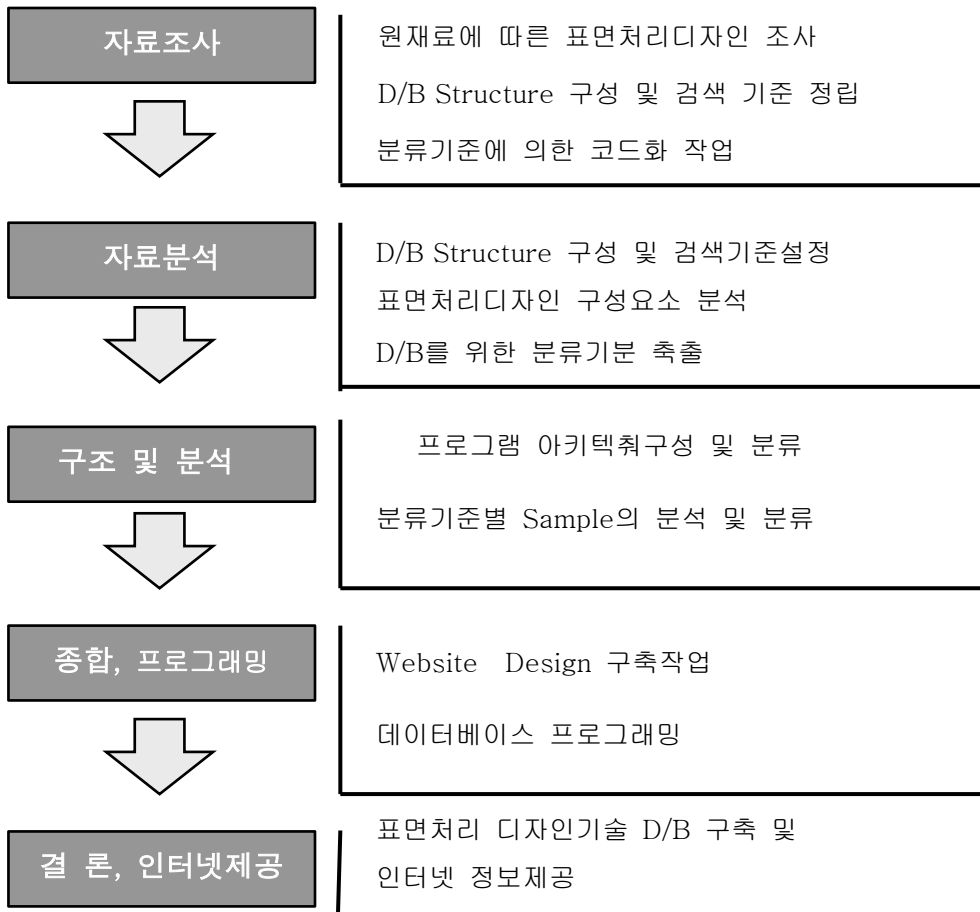 자료조사
원재료에 따른 표면처리디자인 조사
D/B Structure 구성 및 검색 기준 정립
분류기준에 의한 코드화 작업
자료분석
D/B Structure 구성 및 검색기준설정
표면처리디자인 구성요소 분석
D/B를 위한 분류기분 축출
구조 및 분석
프로그램 아키텍춰구성 및 분류
분류기준별 Sample의 분석 및 분류
종합, 프로그래밍
Website Design 구축작업
데이터베이스 프로그래밍
결 론, 인터넷제공
표면처리 디자인기술 D/B 구축 및
인터넷 정보제공